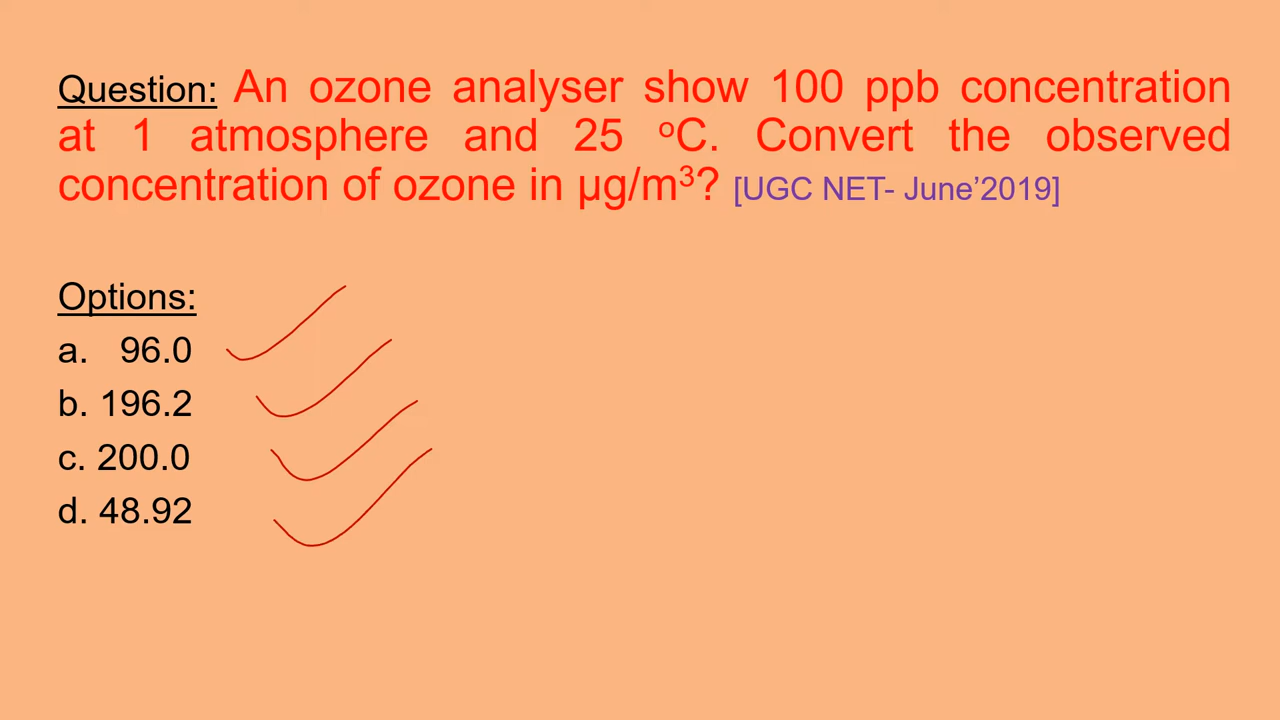 Question: An ozone analyser show 100 ppb concentration
at 1 atmosphere and 25 ºC. Convert the observed
concentration of ozone in µg/m³? [UGC NET- June’2019]
Options:
a. 96.0
b. 196.2
c. 200.0
d. 48.92